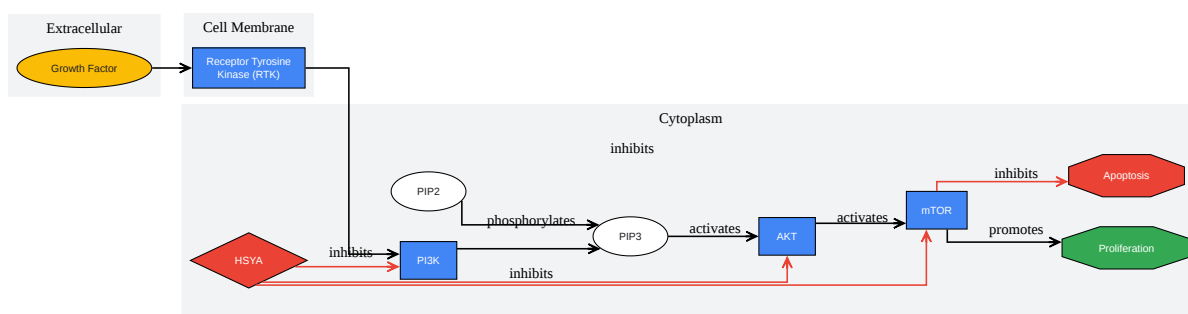 Extracellular
Cell Membrane
Growth Factor
Receptor Tyrosine
Kinase (RTK)
Cytoplasm
inhibits
PIP2
phosphorylates
PIP3
activates
AKT
activates
mTOR
inhibits
Apoptosis
promotes
Proliferation
HSYA
inhibits
PI3K
inhibits